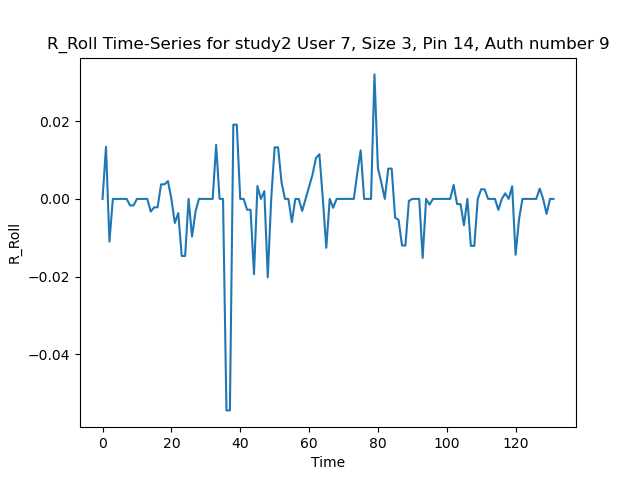 R_Roll Time-Series for study2 User 7, Size 3, Pin 14, Auth number 9
0.02
0.00
−0.02
−0.04
R_Roll
0 20 40 60 80 100 120
Time